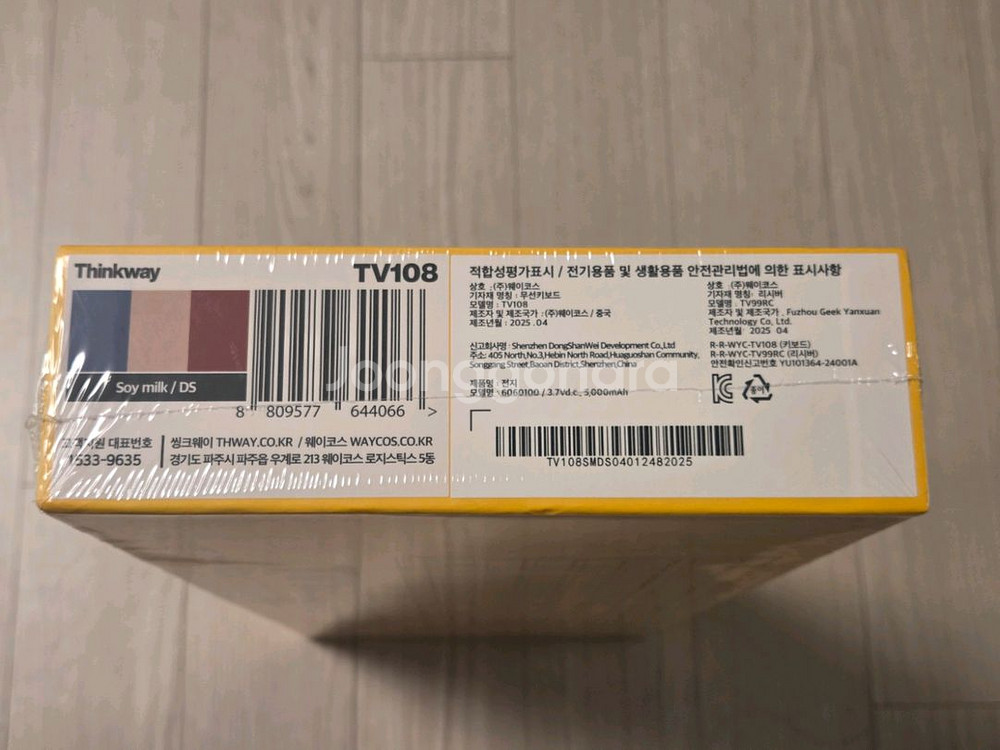 Thinkway
TV108
Soy milk / DS
8 809577 644066 >
고객지원 대표번호
1533-9635
씽크웨이 THWAY.CO.KR / 웨이코스 WAYCOS.CO.KR
경기도 파주시 파주읍 우계로 213 웨이코스 로지스틱스 5동
적합성평가표시 / 전기용품 및 생활용품 안전관리법에 의한 표시사항
상호 : (주)웨이코스
기자재 명칭 : 무선키보드
모델명 : TV108
제조자 및 제조국가 : (주)웨이코스 / 중국
제조년월 : 2025 . 04
신고회사명 : Shenzhen DongShanWei Development Co.,Ltd
주소: 405 North,No.3,Hebin North Road,Huaguoshan Community,
Songgang Street,Baoan District,Shenzhen,China
제품명 : 전지
모델명 : 6060100 / 3.7Vd.c., 5,000mAh
상호 : (주)웨이코스
기자재 명칭 : 리시버
모델명 : TV99RC
제조자 및 제조국가 : Fuzhou Geek Yanxuan
Technology Co, Ltd.
제조년월 : 2025 . 04
R-R-WYC-TV108 (키보드)
R-R-WYC-TV99RC (리시버)
안전확인신고번호 YU101364-24001A
TV108SMDS04012482025
joonggonara